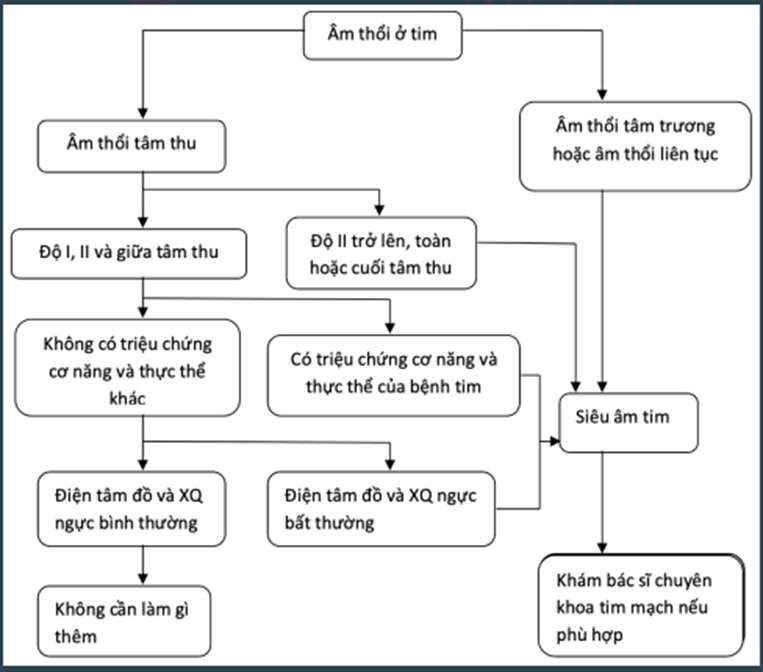 Âm thổi ở tim
Âm thổi tâm thu
Âm thổi tâm trương
hoặc âm thổi liên tục
Độ I, II và giữa tâm thu
Độ II trở lên, toàn
hoặc cuối tâm thu
Không có triệu chứng
cơ năng và thực thể
khác
Có triệu chứng cơ năng và
thực thể của bệnh tim
Siêu âm tim
Điện tâm đồ và XQ
ngực bình thường
Điện tâm đồ và XQ ngực
bất thường
Không cần làm gì
thêm
Khám bác sĩ chuyên
khoa tim mạch nếu
phù hợp